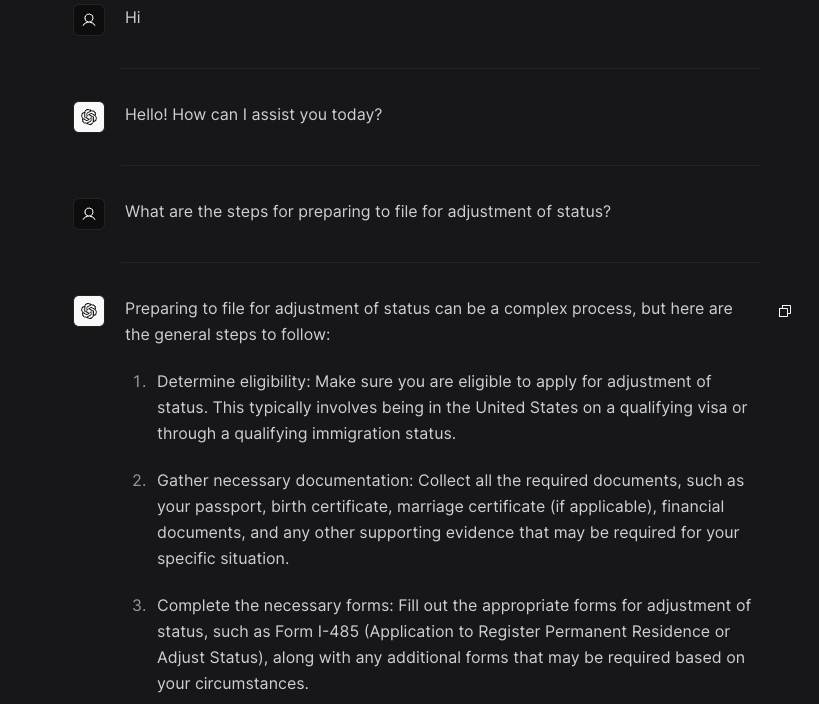 Hi
Hello! How can I assist you today?
What are the steps for preparing to file for adjustment of status?
Preparing to file for adjustment of status can be a complex process, but here are
the general steps to follow:
1. Determine eligibility: Make sure you are eligible to apply for adjustment of
status. This typically involves being in the United States on a qualifying visa or
through a qualifying immigration status.
2. Gather necessary documentation: Collect all the required documents, such as
your passport, birth certificate, marriage certificate (if applicable), financial
documents, and any other supporting evidence that may be required for your
specific situation.
3. Complete the necessary forms: Fill out the appropriate forms for adjustment of
status, such as Form I-485 (Application to Register Permanent Residence or
Adjust Status), along with any additional forms that may be required based on
your circumstances.